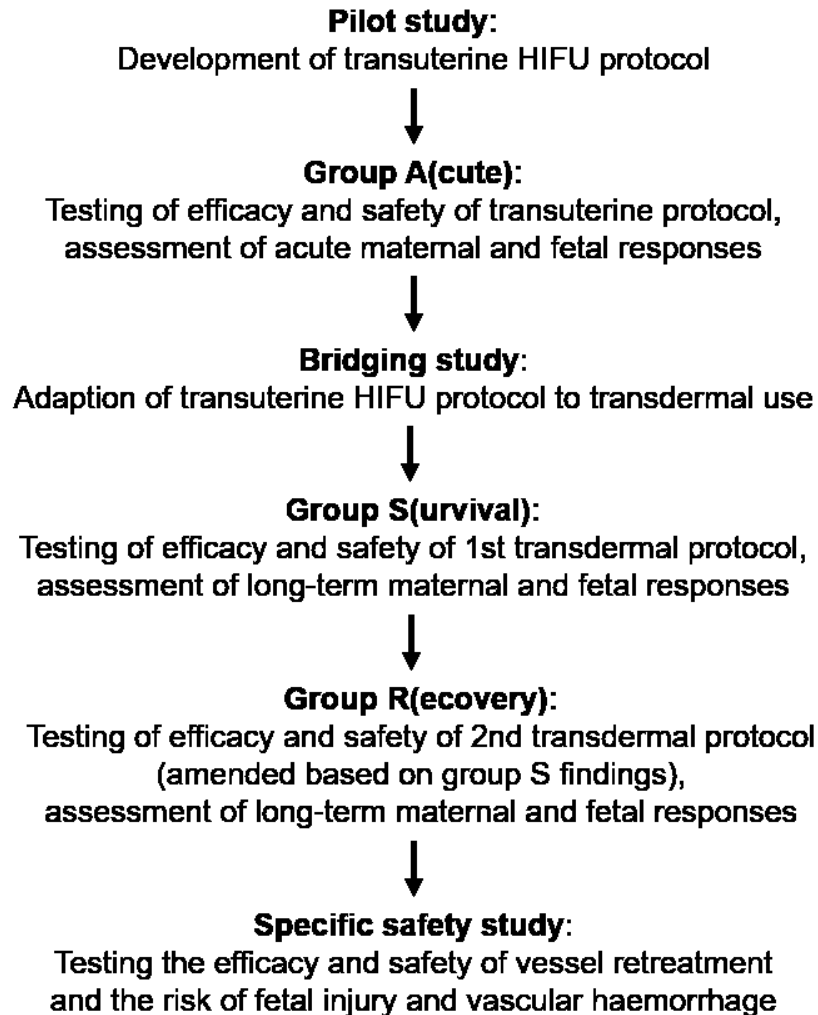 Pilot study:
Development of transuterine HIFU protocol
Group A(cute):
Testing of efficacy and safety of transuterine protocol,
assessment of acute maternal and fetal responses
Bridging study:
Adaption of transuterine HIFU protocol to transdermal use
Group S(urvival):
Testing of efficacy and safety of 1st transdermal protocol,
assessment of long-term maternal and fetal responses
Group R(ecovery):
Testing of efficacy and safety of 2nd transdermal protocol
(amended based on group S findings),
assessment of long-term maternal and fetal responses
Specific safety study:
Testing the efficacy and safety of vessel retreatment
and the risk of fetal injury and vascular haemorrhage